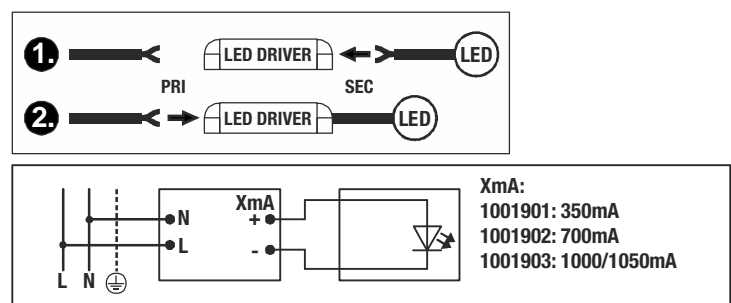 1. LED DRIVER LED
PRI SEC
2. LED DRIVER LED
XmA:
1001901: 350mA
1001902: 700mA
1001903: 1000/1050mA
XmA
N +
L -
L N